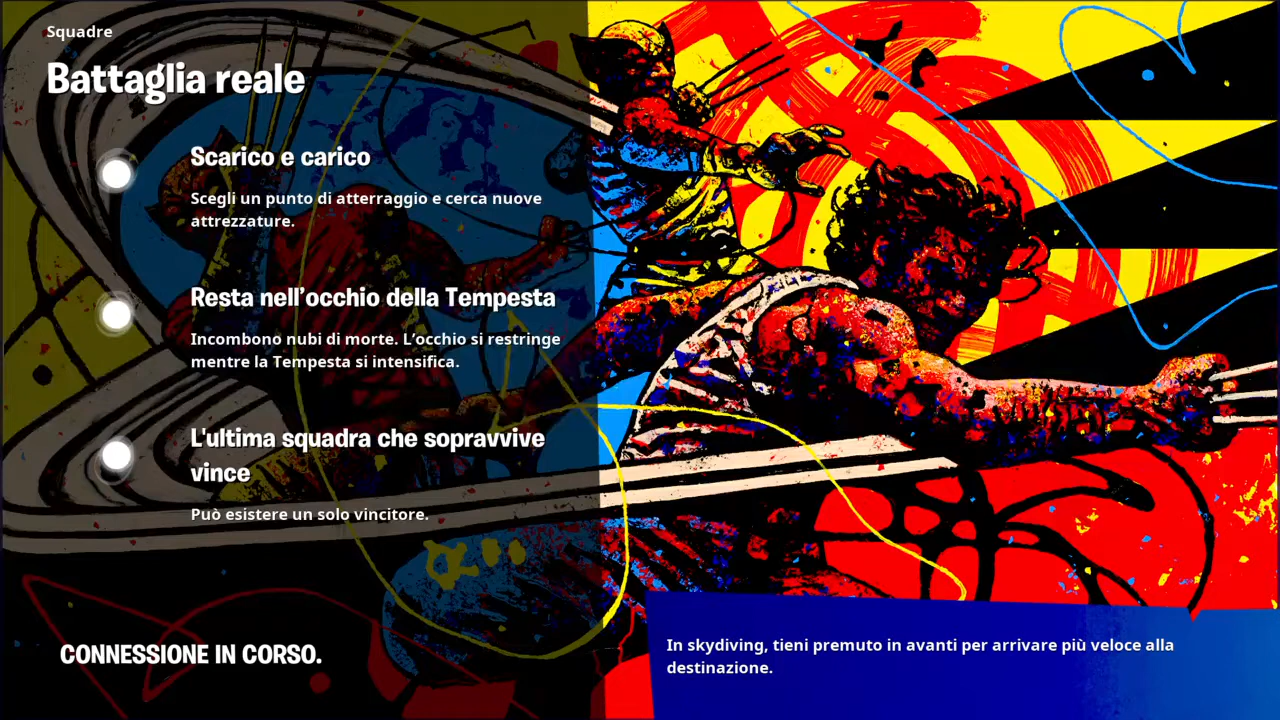 Squadre
Battaglia reale
Scarico e carico
Scegli un punto di atterraggio e cerca nuove
attrezzature.
Resta nell’occhio della Tempesta
Incombono nubi di morte. L’occhio si restringe
mentre la Tempesta si intensifica.
L'ultima squadra che sopravvive
vince
Può esistere un solo vincitore.
CONNESSIONE IN CORSO.
In skydiving, tieni premuto in avanti per arrivare più veloce alla
destinazione.